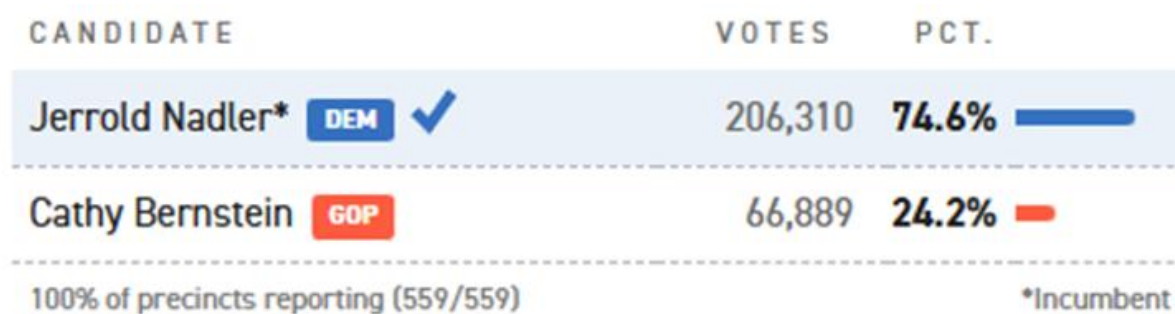 CANDIDATE VOTES PCT.
Jerrold Nadler* DEM 206,310 74.6%
Cathy Bernstein GOP 66,889 24.2%
100% of precincts reporting (559/559) *Incumbent